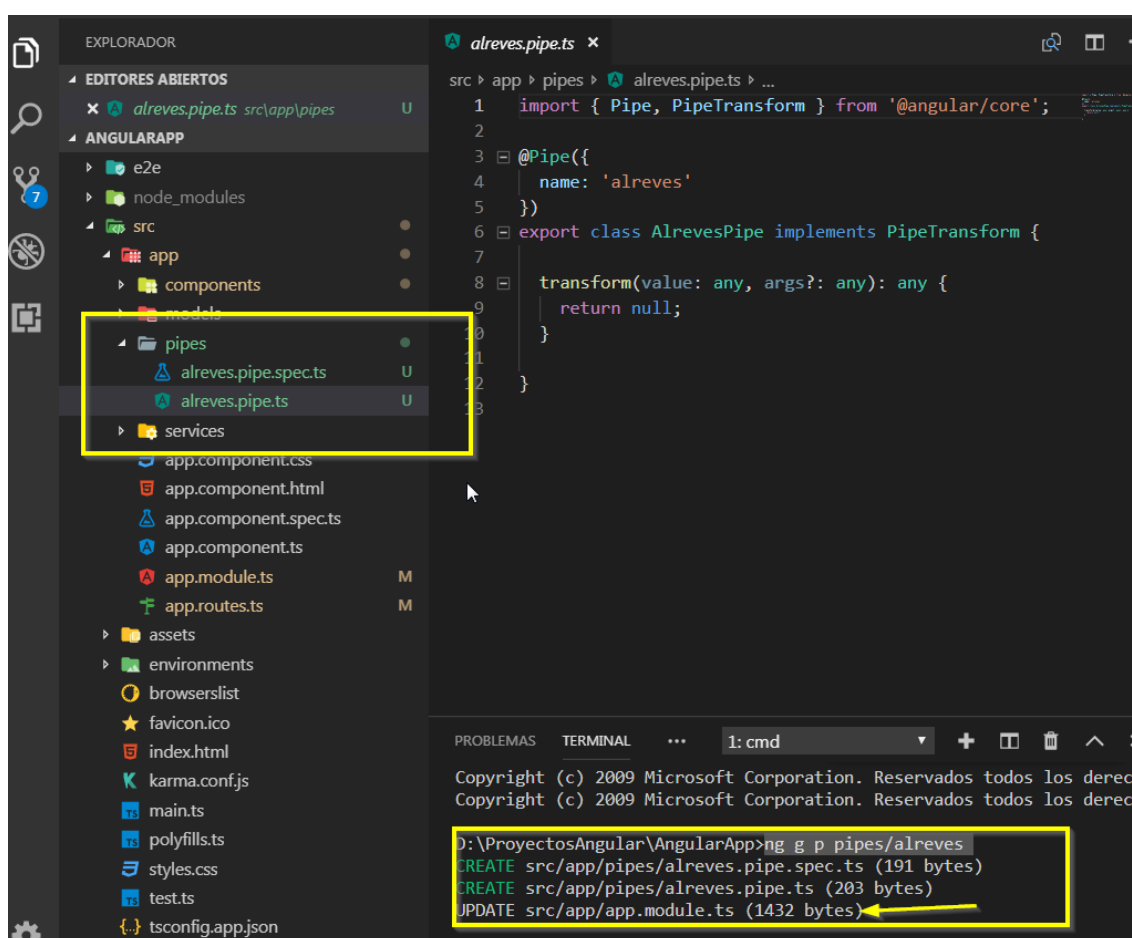 EXPLORADOR
EDITORES ABIERTOS
alreves.pipe.ts src\app\pipes U
ANGULARAPP
7
e2e
node_modules
src
app
components
models
pipes
alreves.pipe.spec.ts U
alreves.pipe.ts U
services
app.component.css
app.component.html
app.component.spec.ts
app.component.ts
app.module.ts M
app.routes.ts M
assets
environments
browserslist
favicon.ico
index.html
karma.conf.js
main.ts
polyfills.ts
styles.css
test.ts
tsconfig.app.json
alreves.pipe.ts
src app pipes alreves.pipe.ts ...
1 import { Pipe, PipeTransform } from '@angular/core';
2
3 @Pipe({
4 name: 'alreves'
5 })
6 export class AlrevesPipe implements PipeTransform {
7
8 transform(value: any, args?: any): any {
9 return null;
10 }
11
12 }
13
PROBLEMAS TERMINAL ••• 1: cmd
Copyright (c) 2009 Microsoft Corporation. Reservados todos los derec
Copyright (c) 2009 Microsoft Corporation. Reservados todos los derec
D:\ProyectosAngular\AngularApp>ng g p pipes/alreves
CREATE src/app/pipes/alreves.pipe.spec.ts (191 bytes)
CREATE src/app/pipes/alreves.pipe.ts (203 bytes)
UPDATE src/app/app.module.ts (1432 bytes)